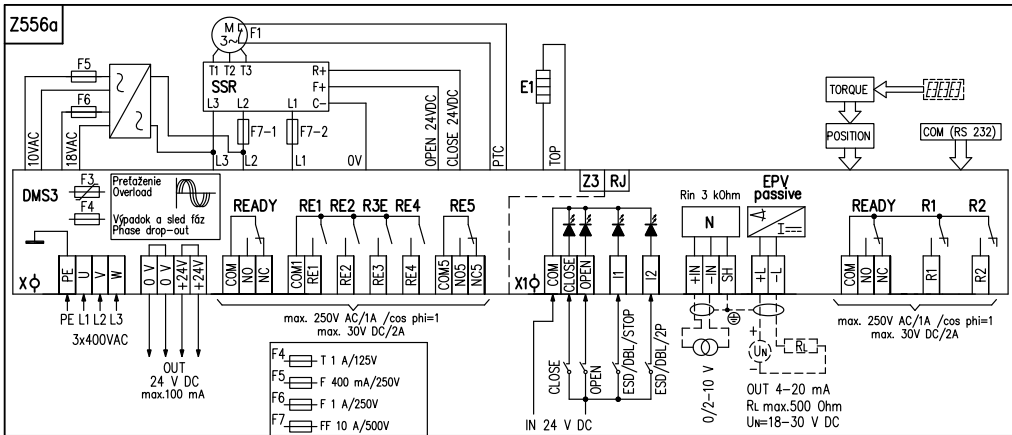 Z556a
M
3~
F1
T1 T2 T3
SSR
R+
F+
C-
L3 L2 L1
F5
F6
F7-1
F7-2
10VAC
18VAC
L3 L2 L1
0V
OPEN 24VDC
CLOSE 24VDC
PTC
E1
TOP
TORQUE
POSITION
COM (RS 232)
DMS3
F3
F4
Preťaženie
Overload
Výpadok a sled fáz
Phase drop-out
READY
RE1 RE2 R3E RE4
RE5
Z3 RJ
Rin 3 kOhm
N
EPV
passive
READY R1 R2
X
PE
U
V
W
0 V
0 V
+24V
+24V
COM
NO
NC
COM1
RE1
RE2
RE3
RE4
COM5
NO5
NC5
X1
COM
CLOSE
OPEN
I1
I2
+IN
-IN
SH
+L
-L
COM
NO
NC
R1
R2
PE L1 L2 L3
3x400VAC
OUT
24 V DC
max.100 mA
max. 250V AC/1A /cos phi=1
max. 30V DC/2A
F4 T 1 A/125V
F5 F 400 mA/250V
F6 F 1 A/250V
F7 FF 10 A/500V
CLOSE
OPEN
ESD/DBL/STOP
ESD/DBL/2P
IN 24 V DC
0/2-10 V
+
UN
-
RL
OUT 4-20 mA
RL max.500 Ohm
UN=18-30 V DC
max. 250V AC/1A /cos phi=1
max. 30V DC/2A